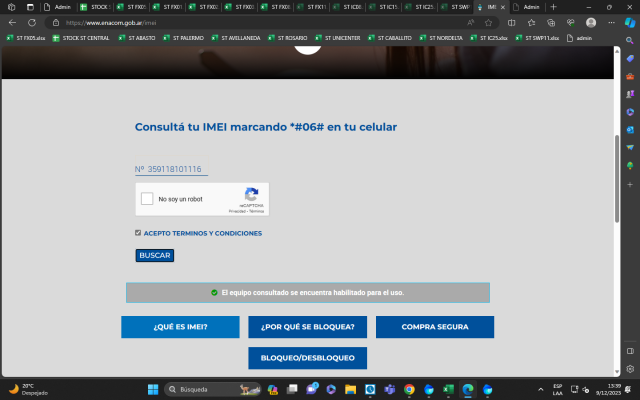 Admin
STOCK S
ST FX05
ST FX0
ST FX0
ST FX0
ST FX0
ST FX11
ST ICDE
ST IC11
ST IC25
ST SWP
IMEI
Admin
https://www.enacom.gob.ar/imei
ST FX05.xlsx
STOCK ST CENTRAL
ST ABASTO
ST PALERMO
ST AVELLANEDA
ST ROSARIO
ST UNICENTER
ST CABALLITO
ST NORDELTA
ST IC25.xlsx
ST SWP11.xlsx
admin
Consultá tu IMEI marcando *#06# en tu celular
Nº 359118101116
No soy un robot
reCAPTCHA
Privacidad - Términos
ACEPTO TERMINOS Y CONDICIONES
BUSCAR
El equipo consultado se encuentra habilitado para el uso.
¿QUÉ ES IMEI?
¿POR QUÉ SE BLOQUEA?
COMPRA SEGURA
BLOQUEO/DESBLOQUEO
20°C
Despejado
Búsqueda
ESP
LAA
13:39
9/12/2023